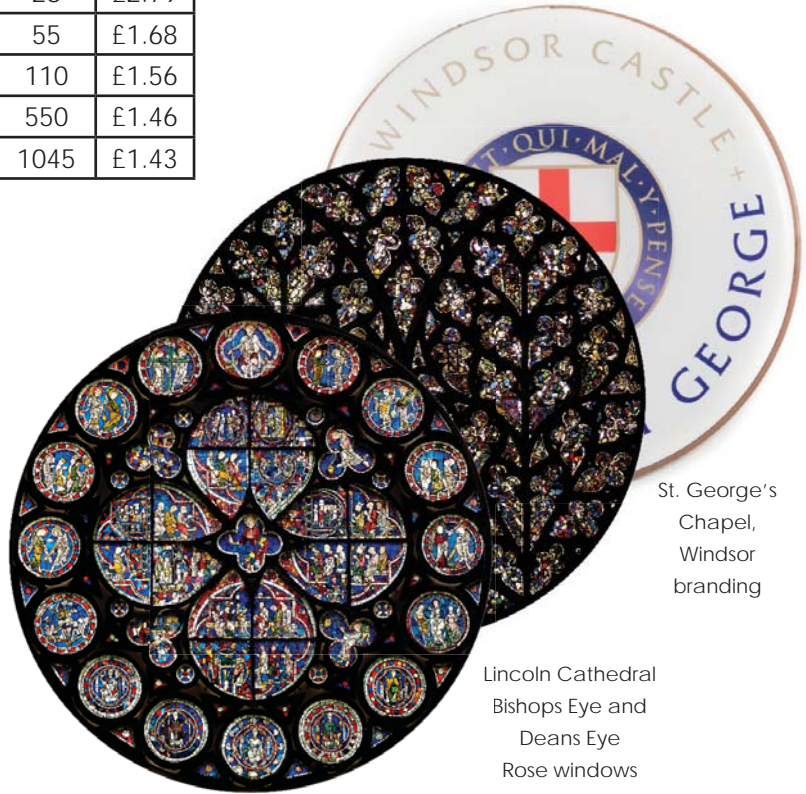 55 £1.68
110 £1.56
550 £1.46
1045 £1.43
WINDSOR CASTLE +
QUI · MAL · Y · PENSE
GEORGE
St. George's
Chapel,
Windsor
branding
Lincoln Cathedral
Bishops Eye and
Deans Eye
Rose windows